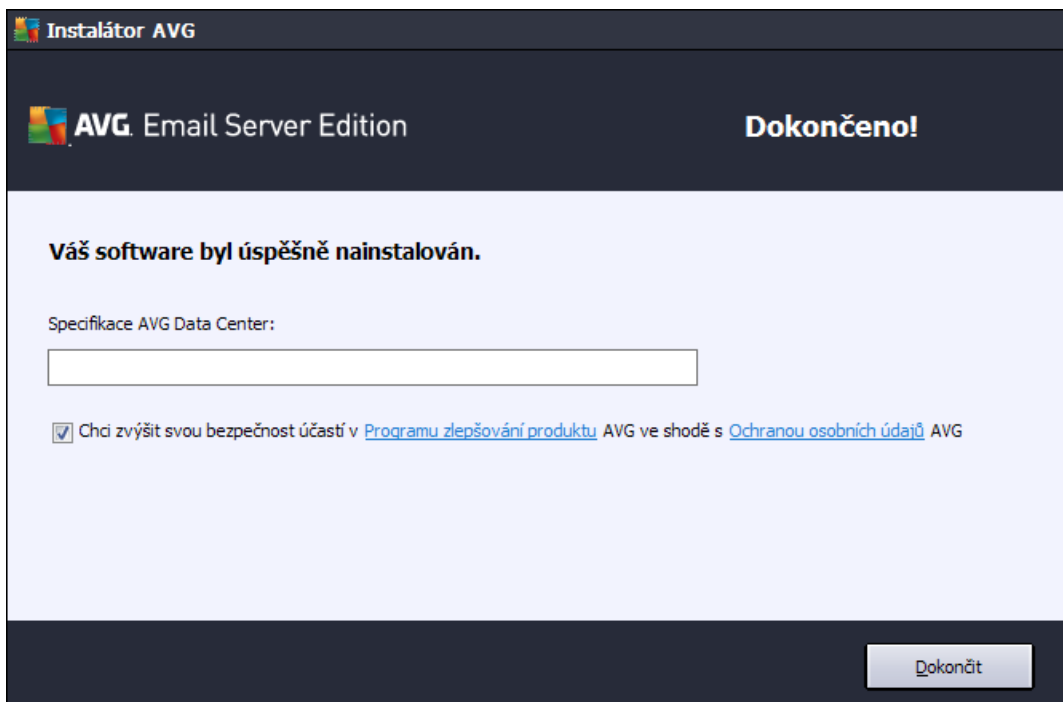 Instalátor AVG
AVG. Email Server Edition
Dokončeno!
Váš software byl úspěšně nainstalován.
Specifikace AVG Data Center:
Chci zvýšit svou bezpečnost účastí v Programu zlepšování produktu AVG ve shodě s Ochranou osobních údajů AVG
Dokončit